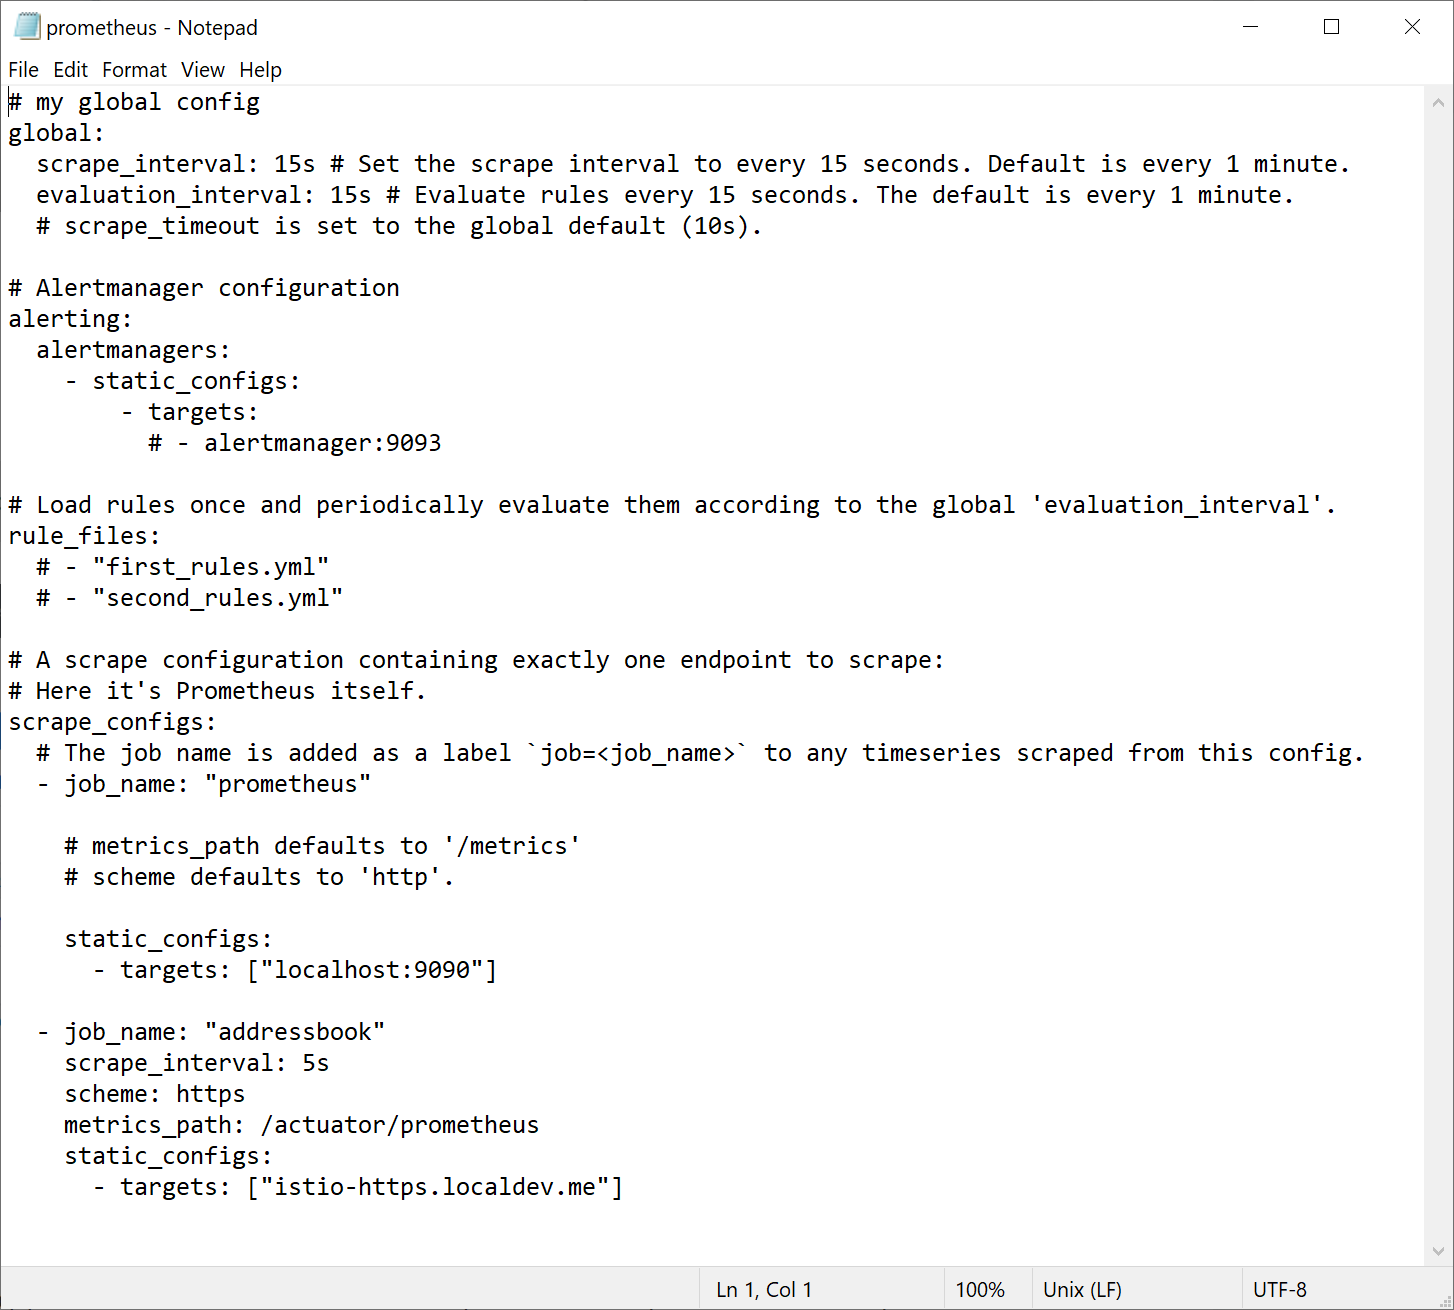 prometheus - Notepad
File Edit Format View Help
# my global config
global:
  scrape_interval: 15s # Set the scrape interval to every 15 seconds. Default is every 1 minute.
  evaluation_interval: 15s # Evaluate rules every 15 seconds. The default is every 1 minute.
  # scrape_timeout is set to the global default (10s).

# Alertmanager configuration
alerting:
  alertmanagers:
    - static_configs:
        - targets:
          # - alertmanager:9093

# Load rules once and periodically evaluate them according to the global 'evaluation_interval'.
rule_files:
  # - "first_rules.yml"
  # - "second_rules.yml"

# A scrape configuration containing exactly one endpoint to scrape:
# Here it's Prometheus itself.
scrape_configs:
  # The job name is added as a label `job=<job_name>` to any timeseries scraped from this config.
  - job_name: "prometheus"

    # metrics_path defaults to '/metrics'
    # scheme defaults to 'http'.

    static_configs:
      - targets: ["localhost:9090"]

  - job_name: "addressbook"
    scrape_interval: 5s
    scheme: https
    metrics_path: /actuator/prometheus
    static_configs:
      - targets: ["istio-https.localdev.me"]

Ln 1, Col 1 100% Unix (LF) UTF-8